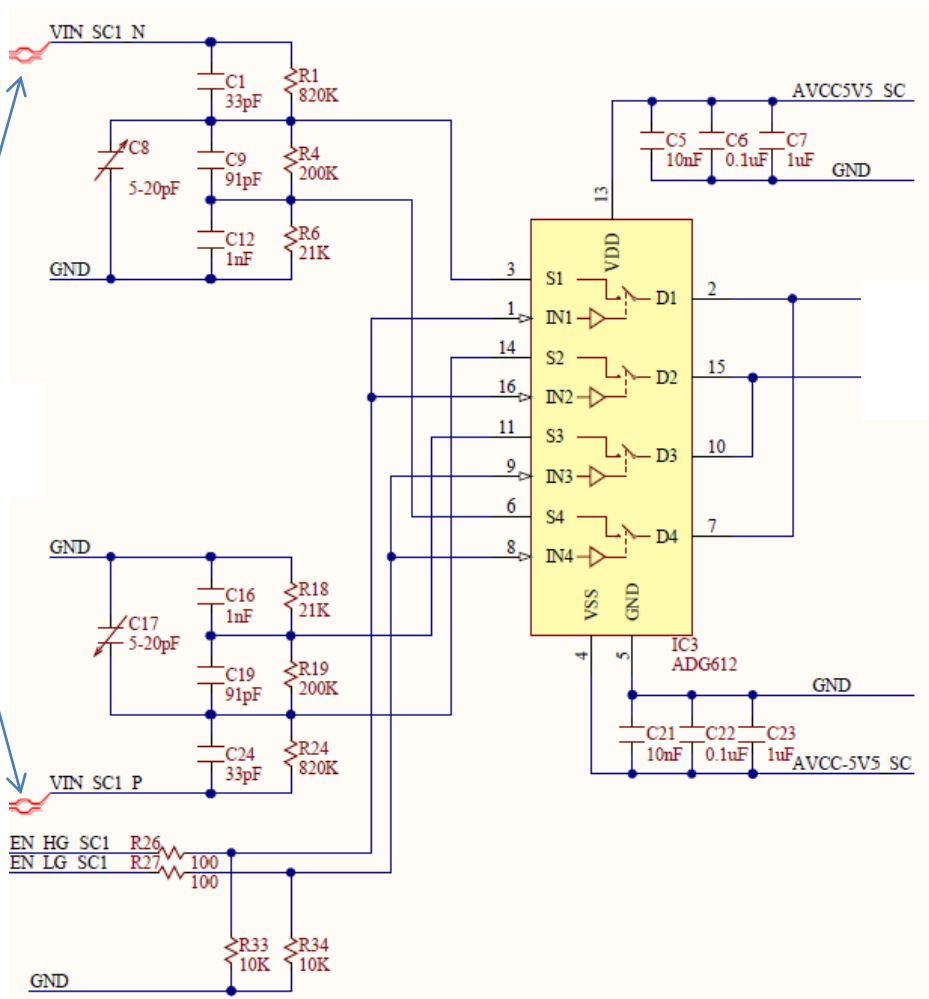 VIN_SC1_N
C1
33pF
R1
820K
C8
5-20pF
C9
91pF
R4
200K
C12
1nF
R6
21K
GND
AVCC5V5_SC
C5
10nF
C6
0.1uF
C7
1uF
GND
13
VDD
3 S1 D1 2
1 IN1
14 S2 D2 15
16 IN2
11 S3 D3 10
9 IN3
6 S4 D4 7
8 IN4
VSS
GND
4
5
IC3
ADG612
GND
C16
1nF
R18
21K
C17
5-20pF
C19
91pF
R19
200K
C24
33pF
R24
820K
VIN_SC1_P
GND
C21
10nF
C22
0.1uF
C23
1uF
AVCC-5V5_SC
EN_HG_SC1 R26 100
EN_LG_SC1 R27 100
R33
10K
R34
10K
GND